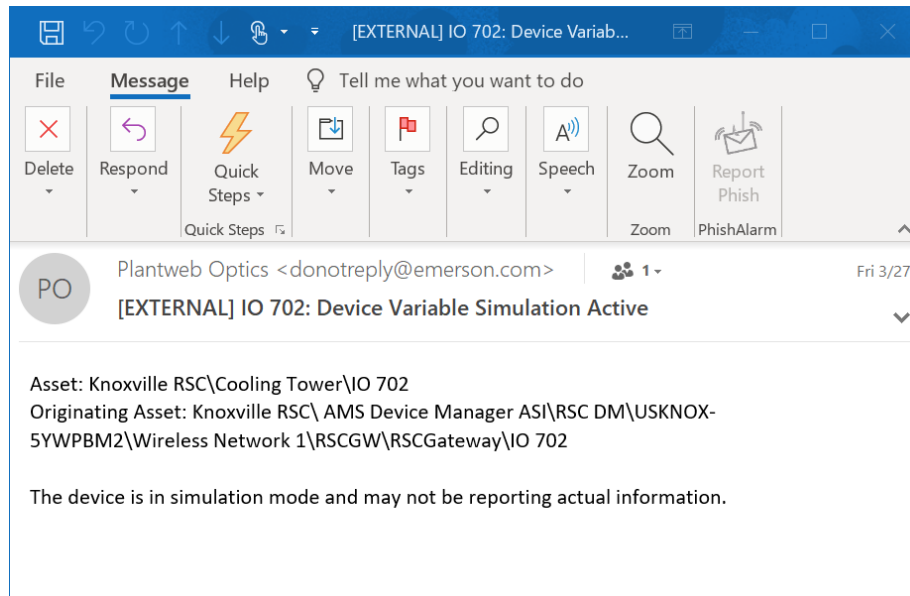 [EXTERNAL] IO 702: Device Variab...
File Message Help Tell me what you want to do
Delete Respond Quick Steps Move Tags Editing Speech Zoom Report Phish
Quick Steps Zoom PhishAlarm
PO
Plantweb Optics <donotreply@emerson.com> 1 Fri 3/27
[EXTERNAL] IO 702: Device Variable Simulation Active
Asset: Knoxville RSC\Cooling Tower\IO 702
Originating Asset: Knoxville RSC\ AMS Device Manager ASI\RSC DM\USKNOX-
5YWPBM2\Wireless Network 1\RSCGW\RSCGateway\IO 702
The device is in simulation mode and may not be reporting actual information.